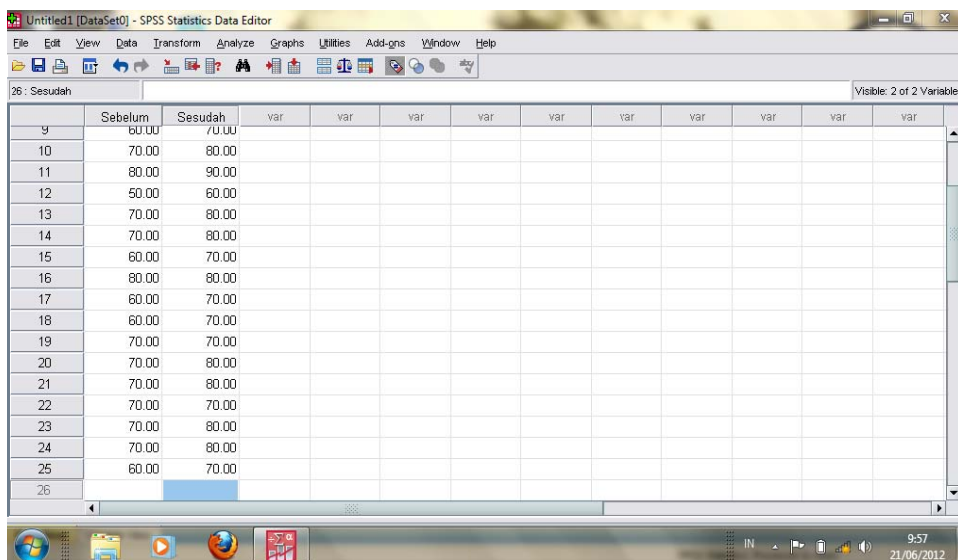 Untitled1 [DataSet0] - SPSS Statistics Data Editor
File Edit View Data Transform Analyze Graphs Utilities Add-ons Window Help
26 : Sesudah
Visible: 2 of 2 Variable
Sebelum Sesudah var var var var var var var var var
9 60.00 70.00
10 70.00 80.00
11 80.00 90.00
12 50.00 60.00
13 70.00 80.00
14 70.00 80.00
15 60.00 70.00
16 80.00 80.00
17 60.00 70.00
18 60.00 70.00
19 70.00 70.00
20 70.00 80.00
21 70.00 80.00
22 70.00 70.00
23 70.00 80.00
24 70.00 80.00
25 60.00 70.00
26
IN 9:57
21/06/2012